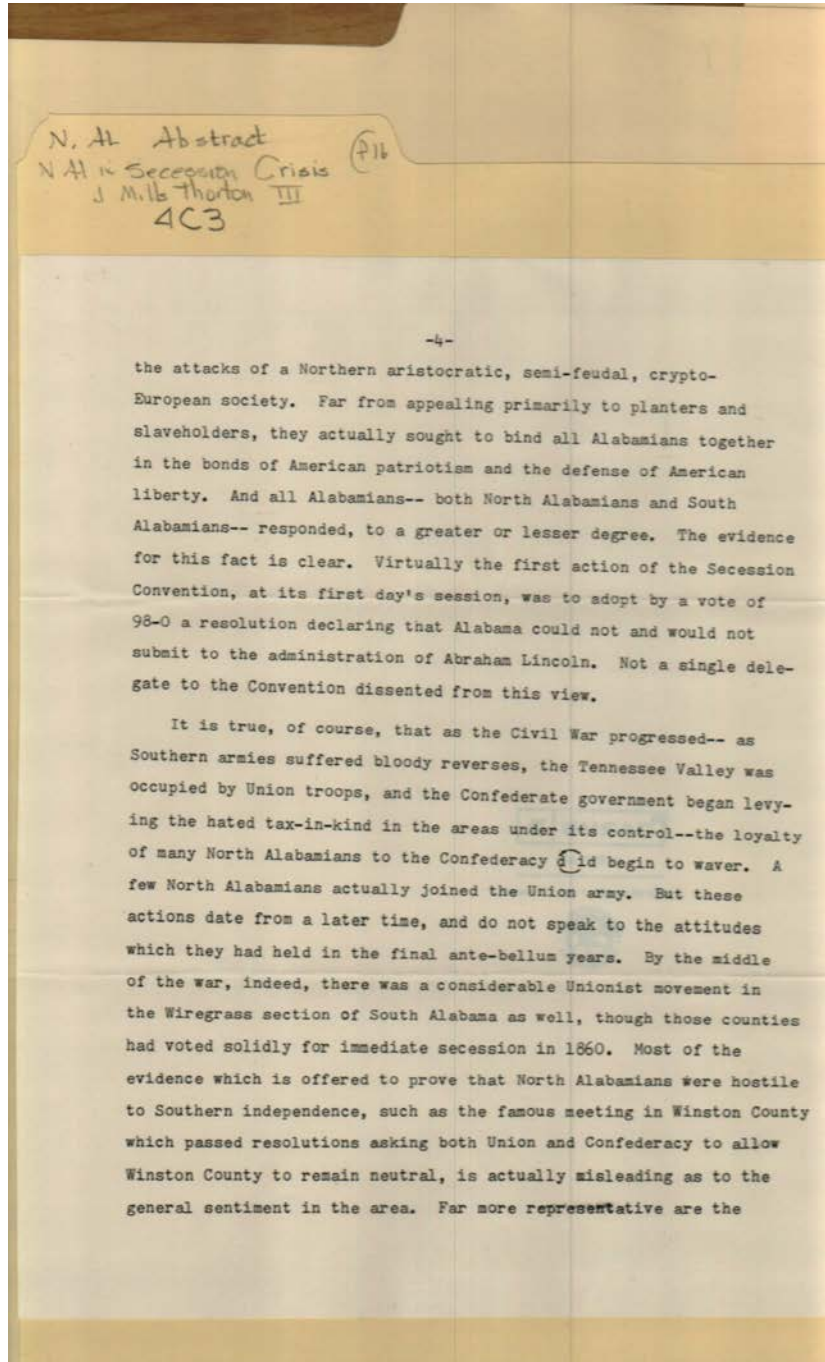 N. AL Abstract
P16
N Al in Secession Crisis
J Mills Thorton III
4C3
-4-
the attacks of a Northern aristocratic, semi-feudal, crypto-
European society. Far from appealing primarily to planters and
slaveholders, they actually sought to bind all Alabamians together
in the bonds of American patriotism and the defense of American
liberty. And all Alabamians-- both North Alabamians and South
Alabamians-- responded, to a greater or lesser degree. The evidence
for this fact is clear. Virtually the first action of the Secession
Convention, at its first day's session, was to adopt by a vote of
98-0 a resolution declaring that Alabama could not and would not
submit to the administration of Abraham Lincoln. Not a single dele-
gate to the Convention dissented from this view.
It is true, of course, that as the Civil War progressed-- as
Southern armies suffered bloody reverses, the Tennessee Valley was
occupied by Union troops, and the Confederate government began levy-
ing the hated tax-in-kind in the areas under its control--the loyalty
of many North Alabamians to the Confederacy did begin to waver. A
few North Alabamians actually joined the Union army. But these
actions date from a later time, and do not speak to the attitudes
which they had held in the final ante-bellum years. By the middle
of the war, indeed, there was a considerable Unionist movement in
the Wiregrass section of South Alabama as well, though those counties
had voted solidly for immediate secession in 1860. Most of the
evidence which is offered to prove that North Alabamians were hostile
to Southern independence, such as the famous meeting in Winston County
which passed resolutions asking both Union and Confederacy to allow
Winston County to remain neutral, is actually misleading as to the
general sentiment in the area. Far more representative are the